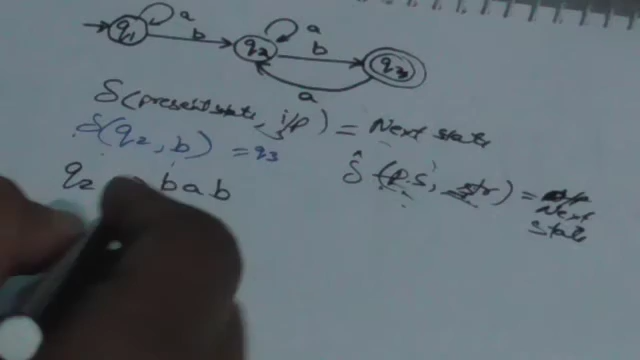 a a
q1 b q2 b q3
a
δ(present state, i/p) = Next state
δ(q2, b) = q3
δ̂ (p.s, str) = Next state
q2 bab